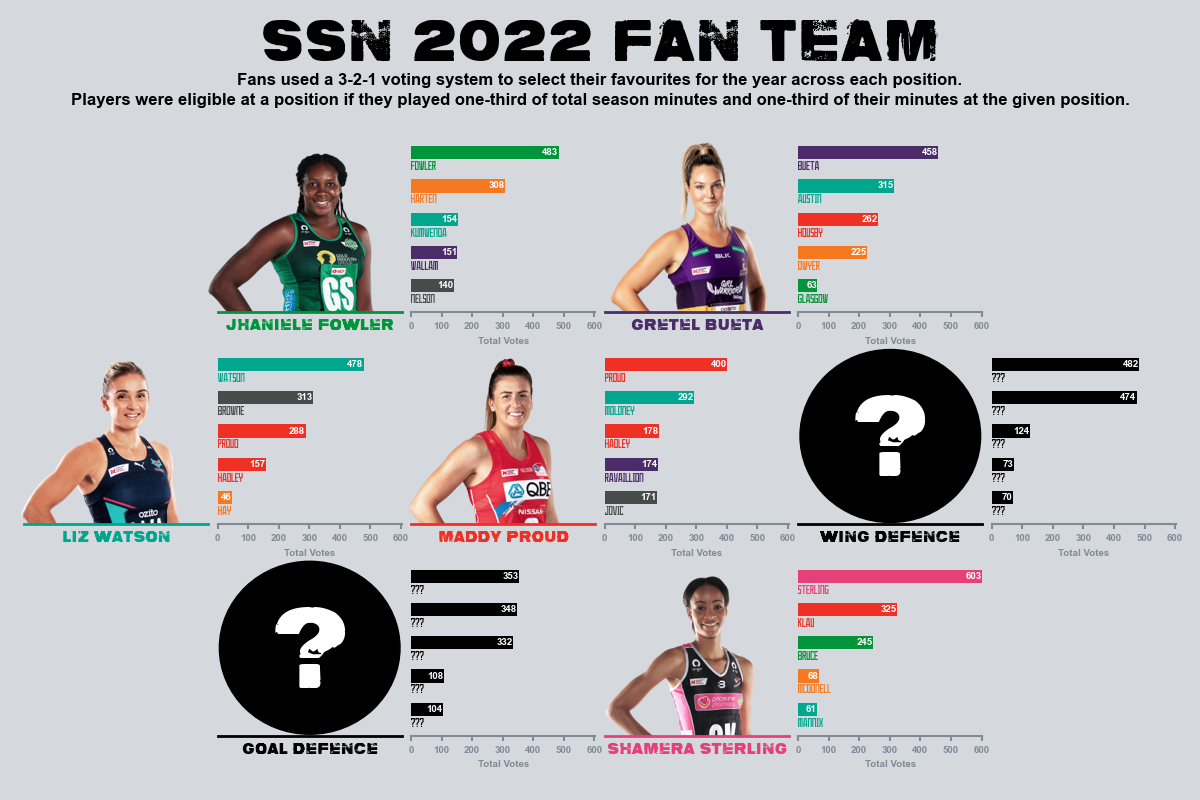 SSN 2022 FAN TEAM
Fans used a 3-2-1 voting system to select their favourites for the year across each position.
Players were eligible at a position if they played one-third of total season minutes and one-third of their minutes at the given position.
483
FOWLER
308
HARTEN
154
KUMWENDA
151
WALLAM
140
NELSON
0 100 200 300 400 500 600
Total Votes
GS
JHANIELE FOWLER
458
BUETA
315
AUSTIN
262
HOUSBY
225
DWYER
63
GLASGOW
0 100 200 300 400 500 600
Total Votes
BLK
GIRL
WARRIOR
GRETEL BUETA
478
WATSON
313
BROWNE
288
PROUD
157
HADLEY
46
HAY
0 100 200 300 400 500 600
Total Votes
ozito
LIZ WATSON
400
PROUD
292
MOLONEY
178
HADLEY
174
RAVAILLION
171
JOVIC
0 100 200 300 400 500 600
Total Votes
QBE
NISSAN
MADDY PROUD
?
482
???
474
???
124
???
73
???
70
???
0 100 200 300 400 500 600
Total Votes
WING DEFENCE
?
353
???
348
???
332
???
108
???
104
???
0 100 200 300 400 500 600
Total Votes
GOAL DEFENCE
603
STERLING
325
KLAU
245
BRUCE
68
MCDONELL
61
MANNIX
0 100 200 300 400 500 600
Total Votes
priceline
SHAMERA STERLING